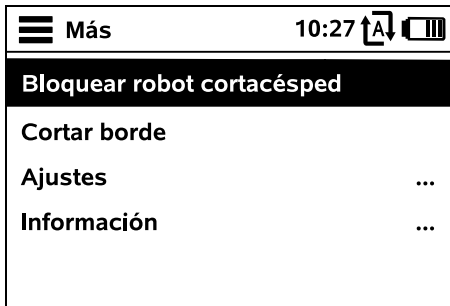 Más 10:27 A
Bloquear robot cortacésped
Cortar borde
Ajustes ...
Información ...